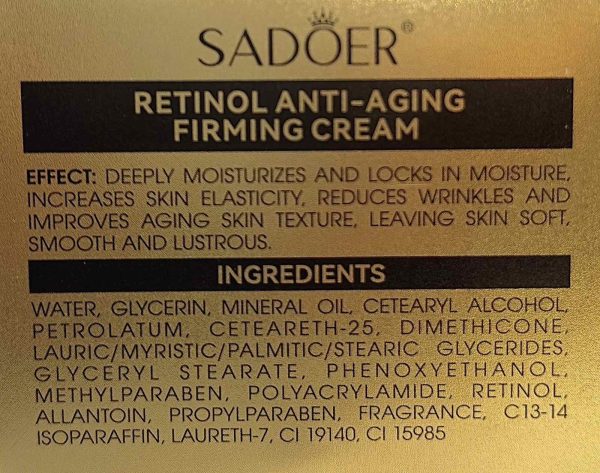 SADOER®
RETINOL ANTI-AGING
FIRMING CREAM
EFFECT: DEEPLY MOISTURIZES AND LOCKS IN MOISTURE,
INCREASES SKIN ELASTICITY, REDUCES WRINKLES AND
IMPROVES AGING SKIN TEXTURE, LEAVING SKIN SOFT,
SMOOTH AND LUSTROUS.
INGREDIENTS
WATER, GLYCERIN, MINERAL OIL, CETEARYL ALCOHOL,
PETROLATUM, CETEARETH-25, DIMETHICONE,
LAURIC/MYRISTIC/PALMITIC/STEARIC GLYCERIDES,
GLYCERYL STEARATE, PHENOXYETHANOL,
METHYLPARABEN, POLYACRYLAMIDE, RETINOL,
ALLANTOIN, PROPYLPARABEN, FRAGRANCE, C13-14
ISOPARAFFIN, LAURETH-7, CI 19140, CI 15985